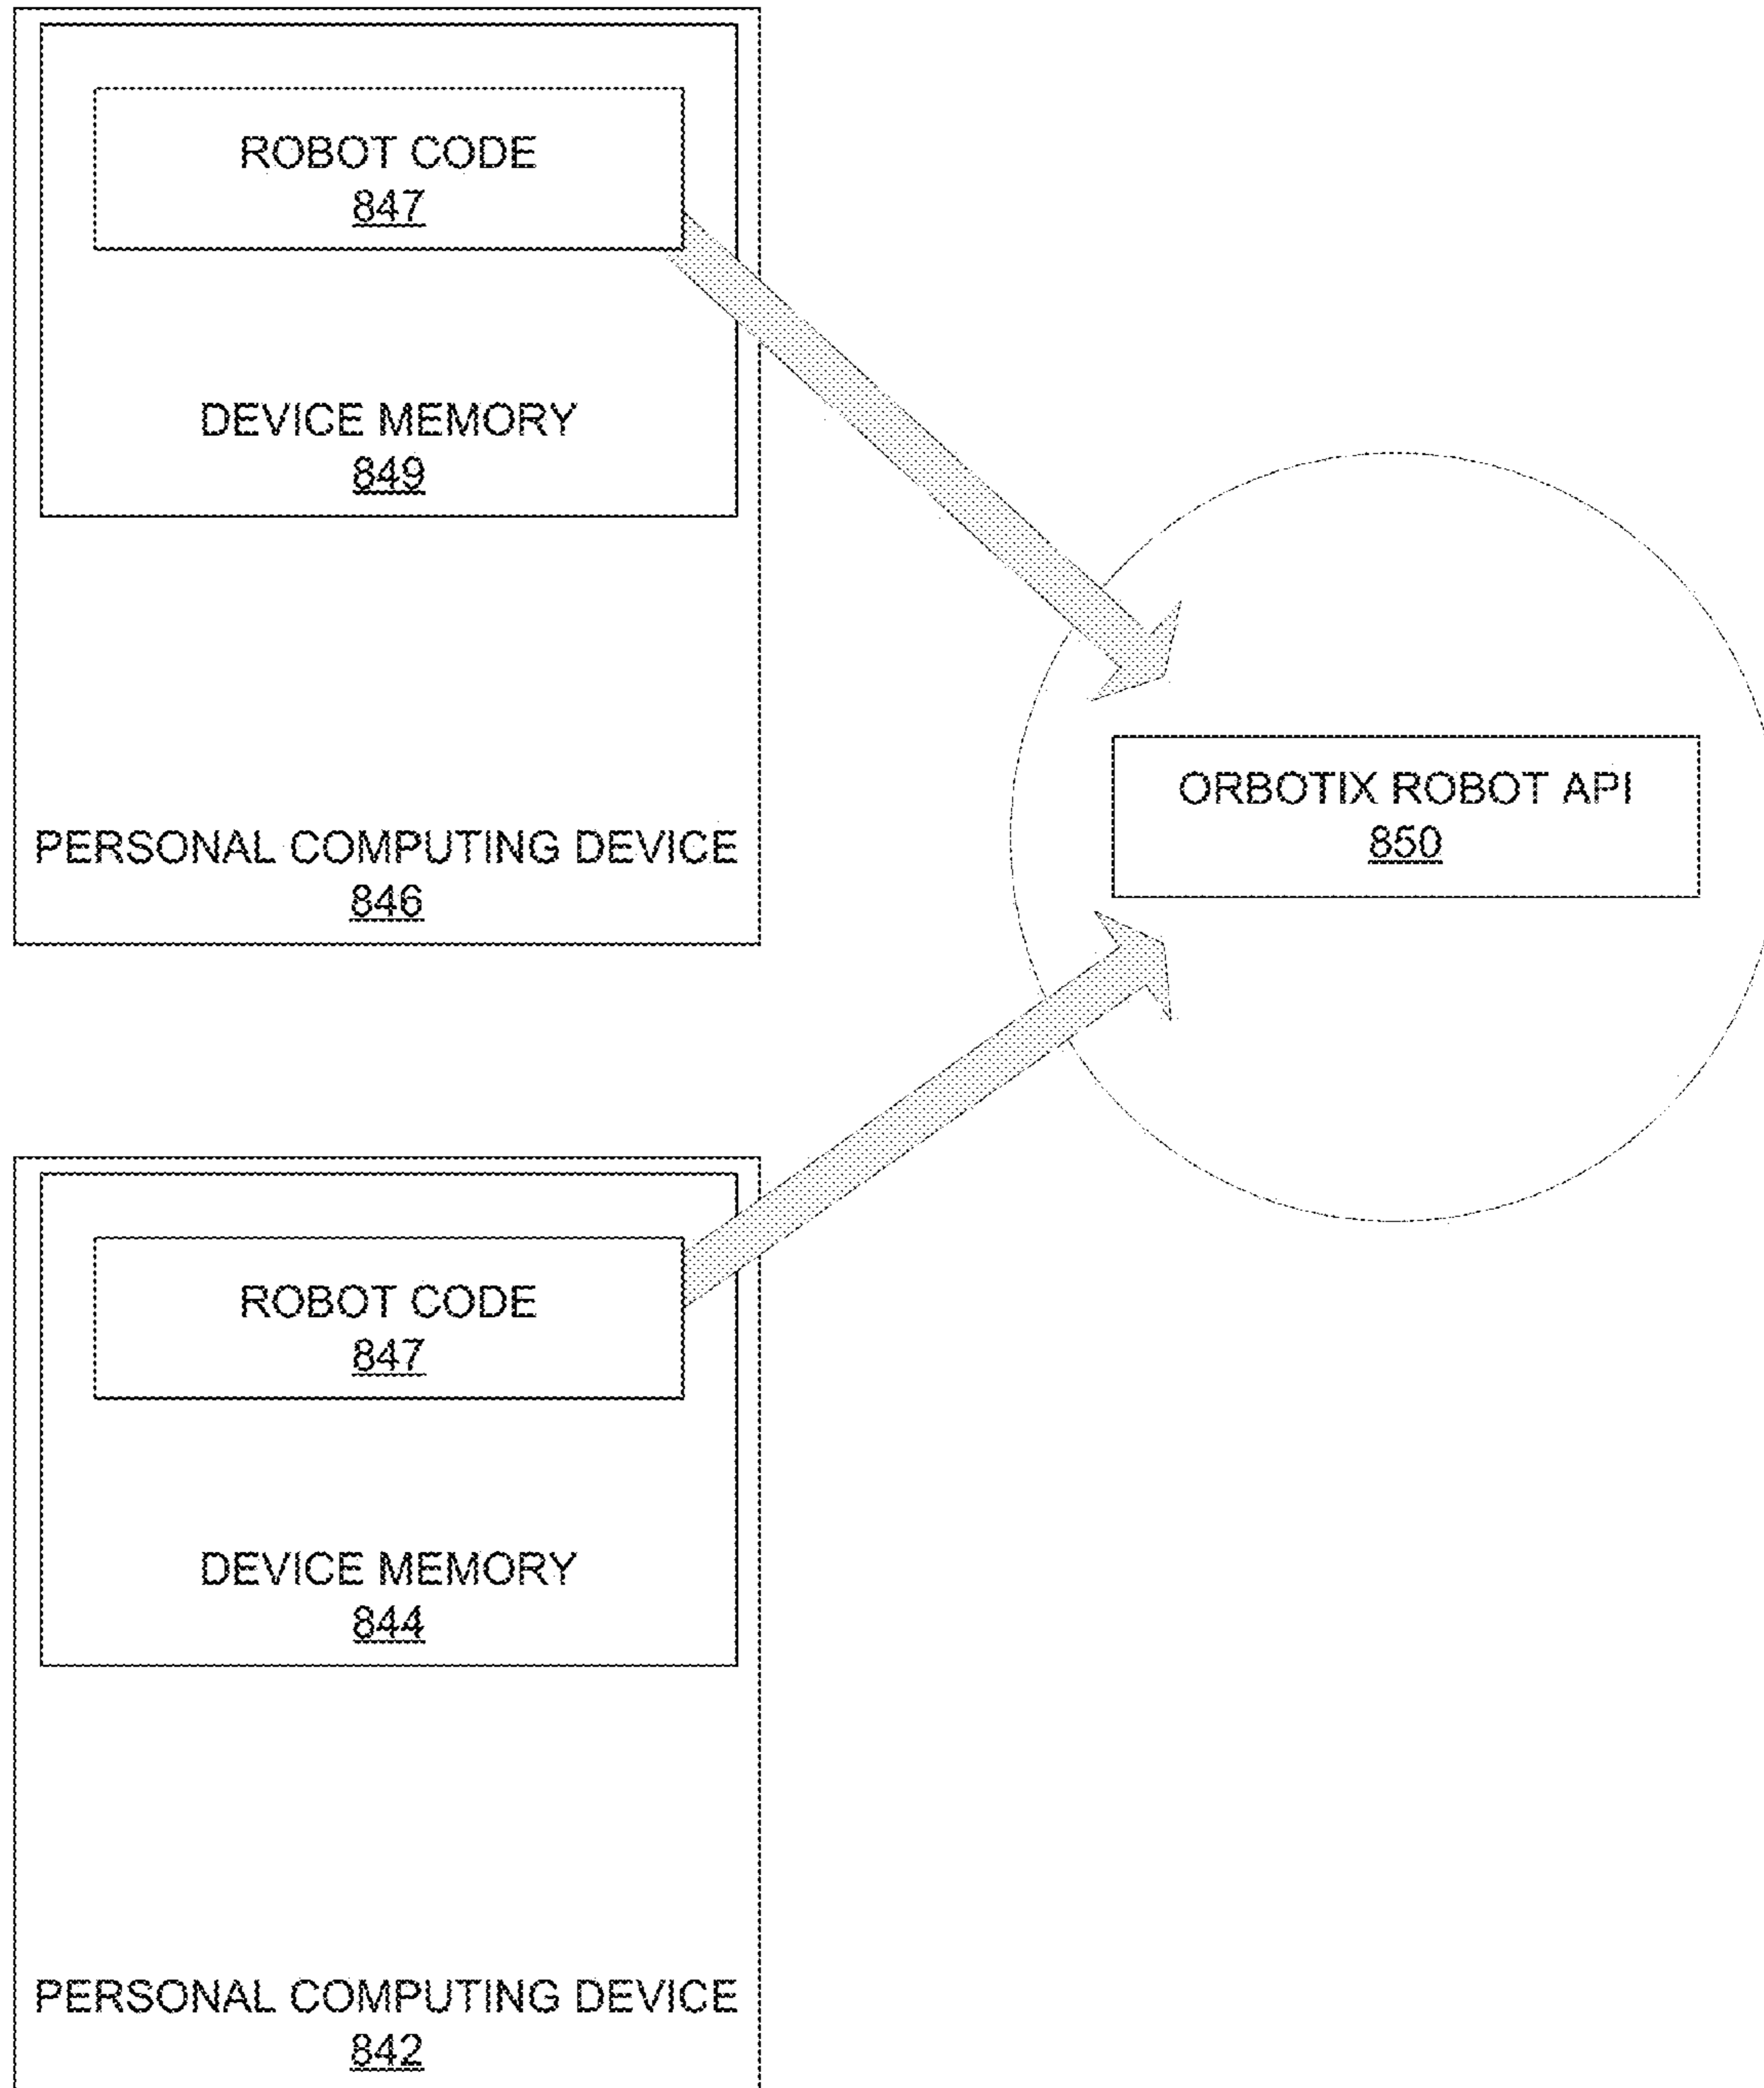 ROBOT CODE
847
DEVICE MEMORY
849
PERSONAL COMPUTING DEVICE
846
ORBOTIX ROBOT API
850
ROBOT CODE
847
DEVICE MEMORY
844
PERSONAL COMPUTING DEVICE
842